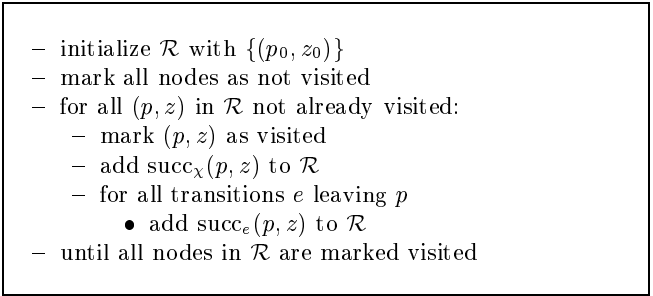 – initialize ℛ with {(p₀, z₀)}
– mark all nodes as not visited
– for all (p, z) in ℛ not already visited:
– mark (p, z) as visited
– add succ_χ(p, z) to ℛ
– for all transitions e leaving p
• add succₑ(p, z) to ℛ
– until all nodes in ℛ are marked visited